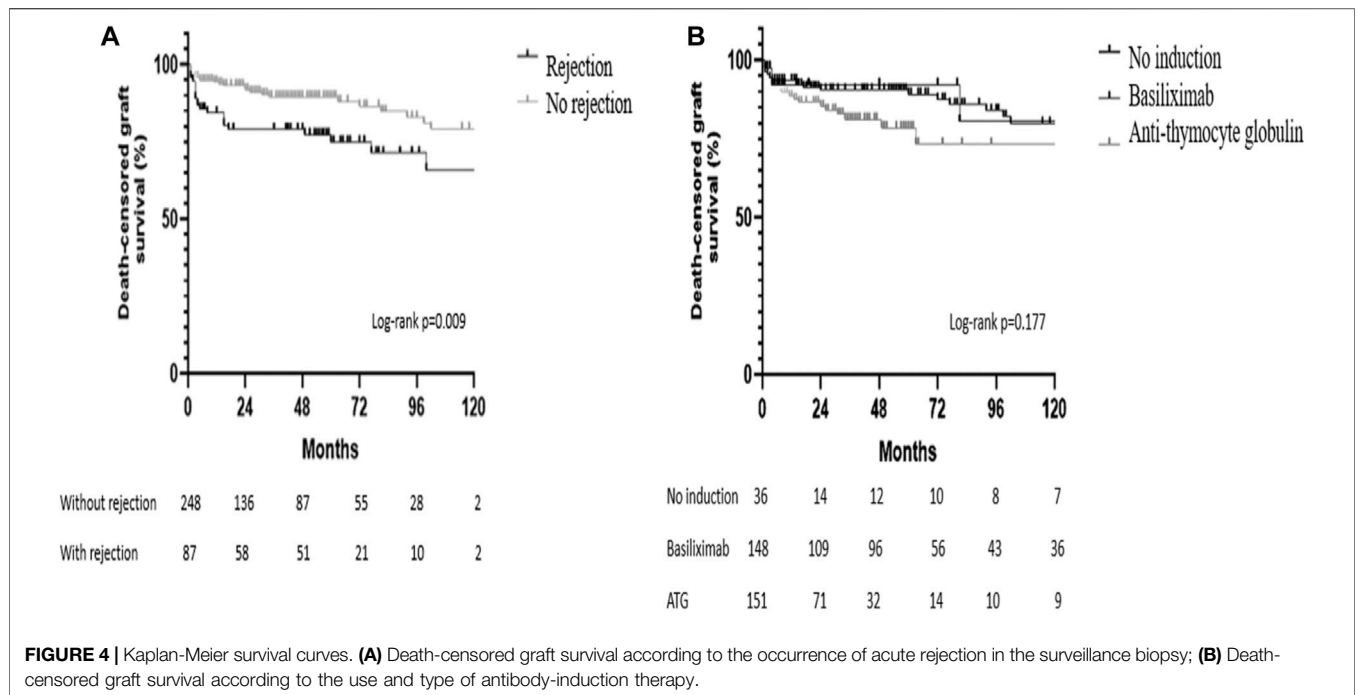 A
Death-censored graft
survival (%)
100
50
0
0 24 48 72 96 120
Months
Rejection
No rejection
Log-rank p=0.009
Without rejection 248 136 87 55 28 2
With rejection 87 58 51 21 10 2
B
Death-censored graft
survival (%)
100
50
0
0 24 48 72 96 120
Months
No induction
Basiliximab
Anti-thymocyte globulin
Log-rank p=0.177
No induction 36 14 12 10 8 7
Basiliximab 148 109 96 56 43 36
ATG 151 71 32 14 10 9
FIGURE 4 | Kaplan-Meier survival curves. (A) Death-censored graft survival according to the occurrence of acute rejection in the surveillance biopsy; (B) Death-
censored graft survival according to the use and type of antibody-induction therapy.